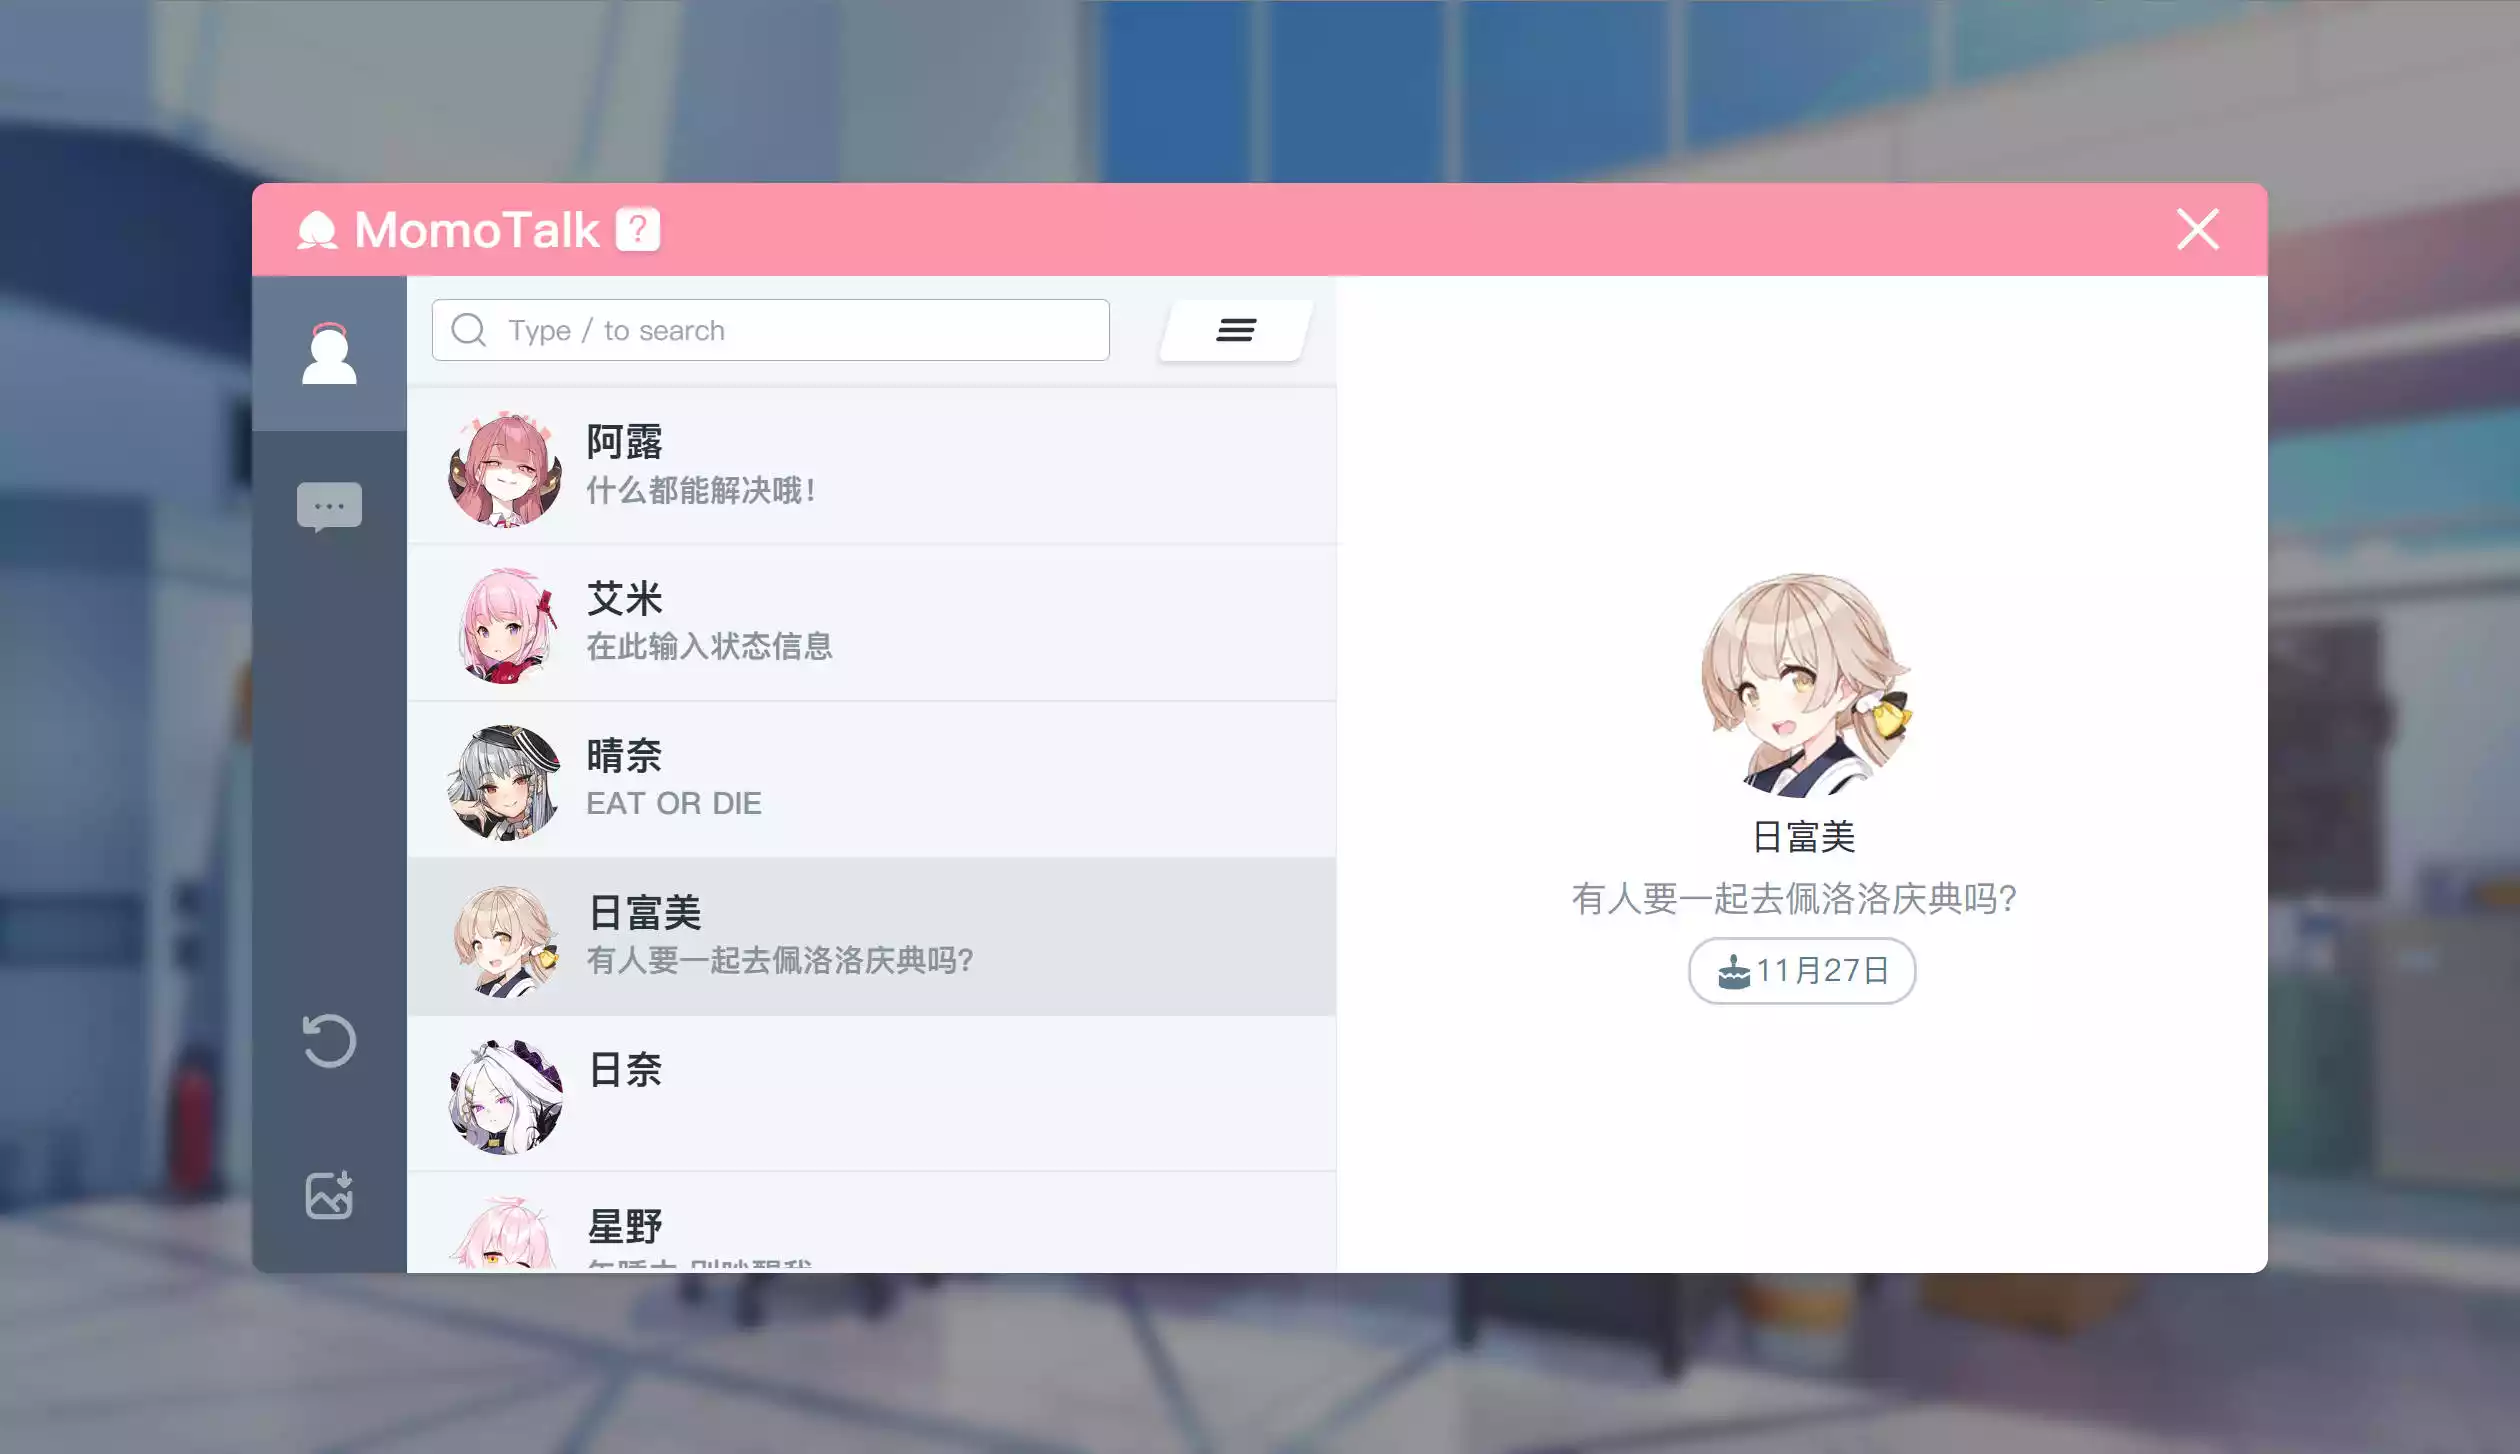 MomoTalk ?
Type / to search
阿露
什么都能解决哦！
艾米
在此输入状态信息
晴奈
EAT OR DIE
日富美
有人要一起去佩洛洛庆典吗？
日奈
星野
日富美
有人要一起去佩洛洛庆典吗？
11月27日